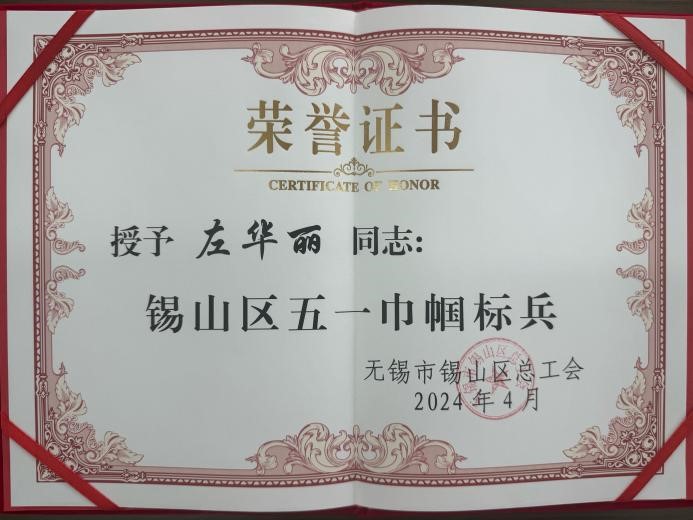 荣誉证书
CERTIFICATE OF HONOR
授予 左华丽 同志:
锡山区五一巾帼标兵
无锡市锡山区总工会
2024年4月